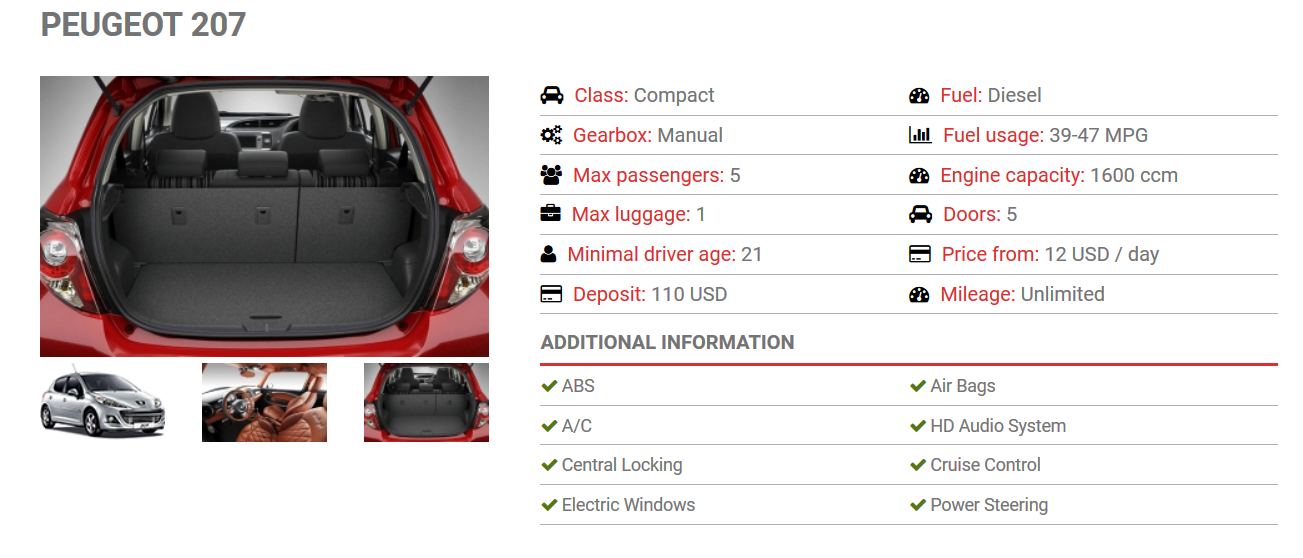 PEUGEOT 207
Class: Compact
Fuel: Diesel
Gearbox: Manual
Fuel usage: 39-47 MPG
Max passengers: 5
Engine capacity: 1600 ccm
Max luggage: 1
Doors: 5
Minimal driver age: 21
Price from: 12 USD / day
Deposit: 110 USD
Mileage: Unlimited
ADDITIONAL INFORMATION
ABS
Air Bags
A/C
HD Audio System
Central Locking
Cruise Control
Electric Windows
Power Steering